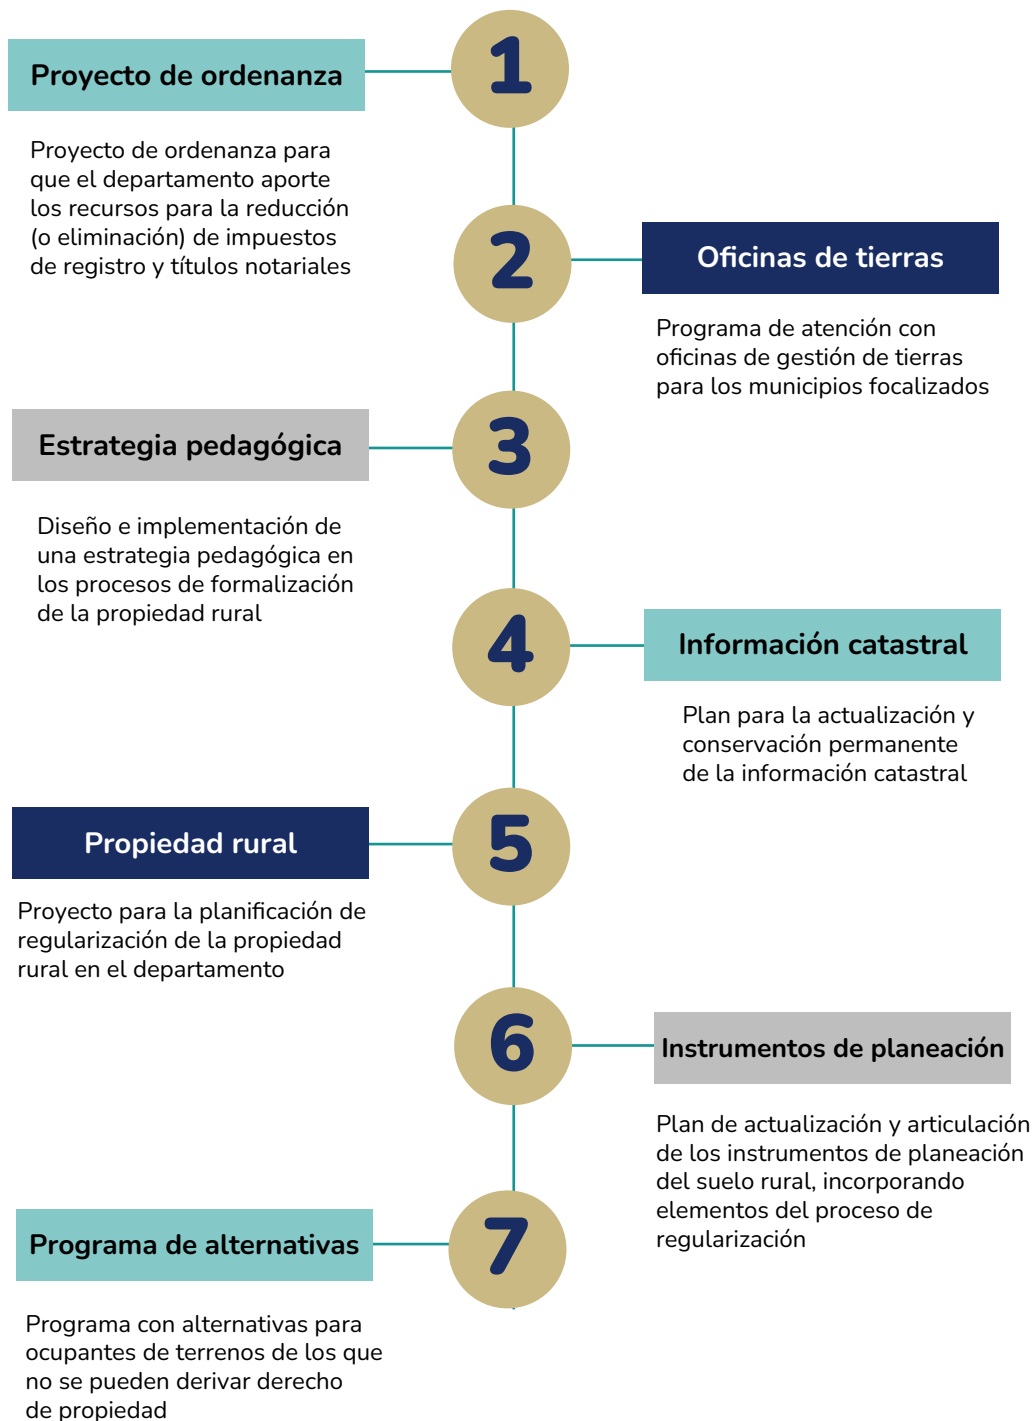 1
Proyecto de ordenanza
Proyecto de ordenanza para
que el departamento aporte
los recursos para la reducción
(o eliminación) de impuestos
de registro y títulos notariales
2
Oficinas de tierras
Programa de atención con
oficinas de gestión de tierras
para los municipios focalizados
3
Estrategia pedagógica
Diseño e implementación de
una estrategia pedagógica en
los procesos de formalización
de la propiedad rural
4
Información catastral
Plan para la actualización y
conservación permanente
de la información catastral
5
Propiedad rural
Proyecto para la planificación de
regularización de la propiedad
rural en el departamento
6
Instrumentos de planeación
Plan de actualización y articulación
de los instrumentos de planeación
del suelo rural, incorporando
elementos del proceso de
regularización
7
Programa de alternativas
Programa con alternativas para
ocupantes de terrenos de los que
no se pueden derivar derecho
de propiedad